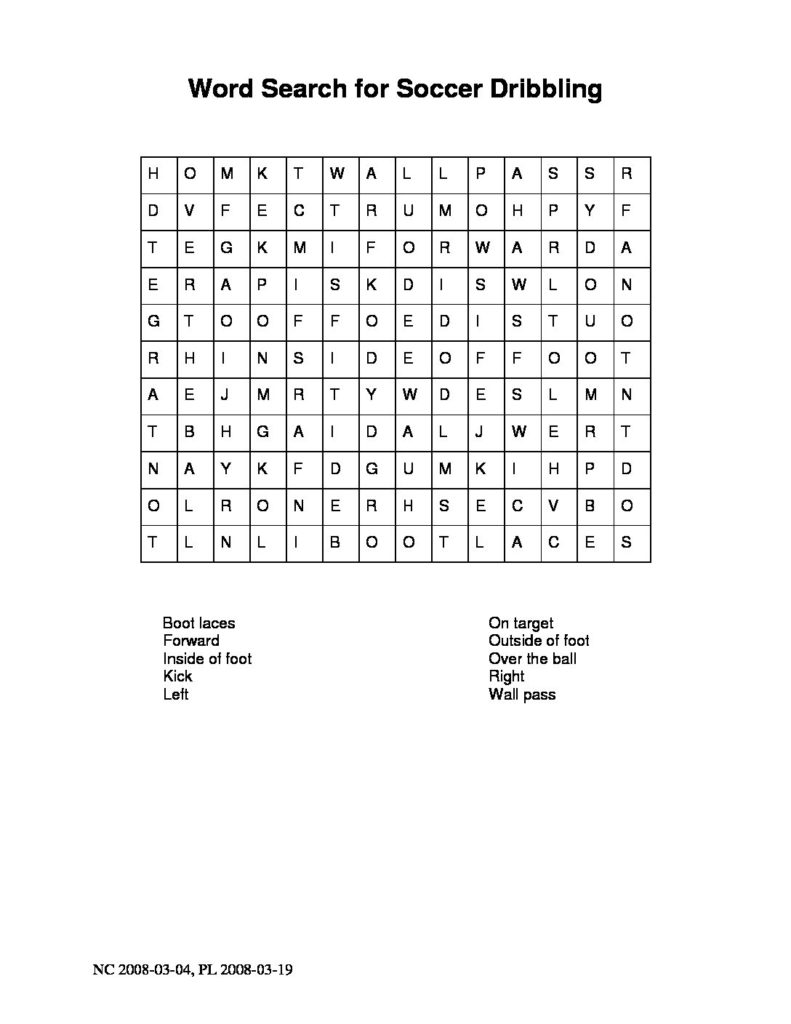 Word Search for Soccer Dribbling
H O M K T W A L L P A S S R
D V F E C T R U M O H P Y F
T E G K M I F O R W A R D A
E R A P I S K D I S W L O N
G T O O F F O E D I S T U O
R H I N S I D E O F F O O T
A E J M R T Y W D E S L M N
T B H G A I D A L J W E R T
N A Y K F D G U M K I H P D
O L R O N E R H S E C V B O
T L N L I B O O T L A C E S
Boot laces On target
Forward Outside of foot
Inside of foot Over the ball
Kick Right
Left Wall pass
NC 2008-03-04, PL 2008-03-19